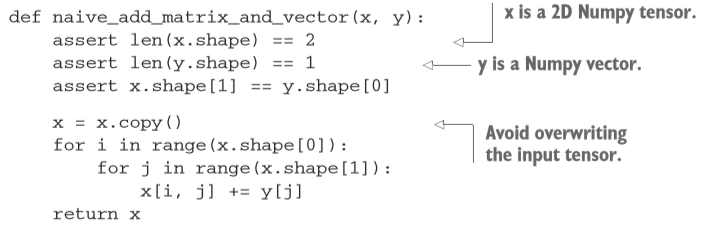 def naive_add_matrix_and_vector(x, y):
x is a 2D Numpy tensor.
    assert len(x.shape) == 2
    assert len(y.shape) == 1
y is a Numpy vector.
    assert x.shape[1] == y.shape[0]
    x = x.copy()
Avoid overwriting
the input tensor.
    for i in range(x.shape[0]):
        for j in range(x.shape[1]):
            x[i, j] += y[j]
    return x